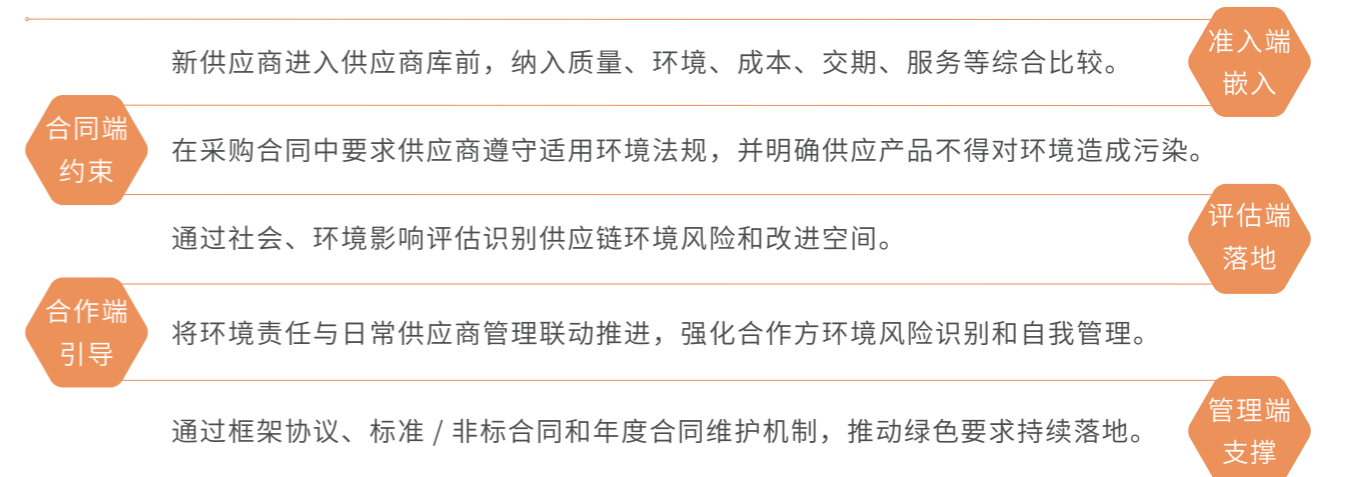 准入端
嵌入
新供应商进入供应商库前，纳入质量、环境、成本、交期、服务等综合比较。
合同端
约束
在采购合同中要求供应商遵守适用环境法规，并明确供应产品不得对环境造成污染。
评估端
落地
通过社会、环境影响评估识别供应链环境风险和改进空间。
合作端
引导
将环境责任与日常供应商管理联动推进，强化合作方环境风险识别和自我管理。
管理端
支撑
通过框架协议、标准 / 非标合同和年度合同维护机制，推动绿色要求持续落地。